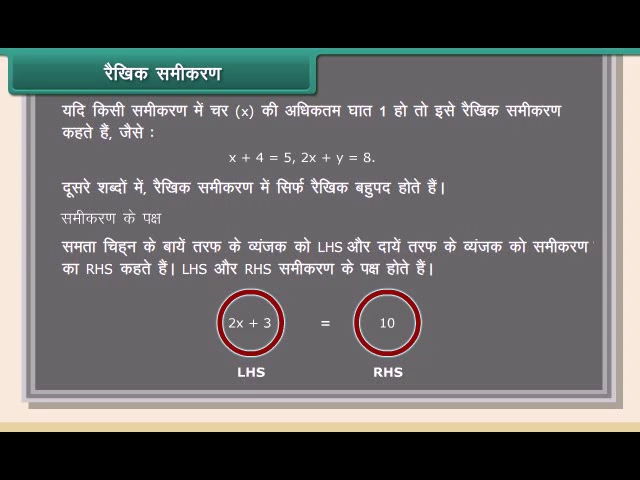 रैखिक समीकरण
यदि किसी समीकरण में चर (x) की अधिकतम घात 1 हो तो इसे रैखिक समीकरण
कहते हैं, जैसे :
x + 4 = 5, 2x + y = 8.
दूसरे शब्दों में, रैखिक समीकरण में सिर्फ रैखिक बहुपद होते हैं।
समीकरण के पक्ष
समता चिह्न के बायें तरफ के व्यंजक को LHS और दायें तरफ के व्यंजक को समीकरण
का RHS कहते हैं। LHS और RHS समीकरण के पक्ष होते हैं।
2x + 3 = 10
LHS RHS